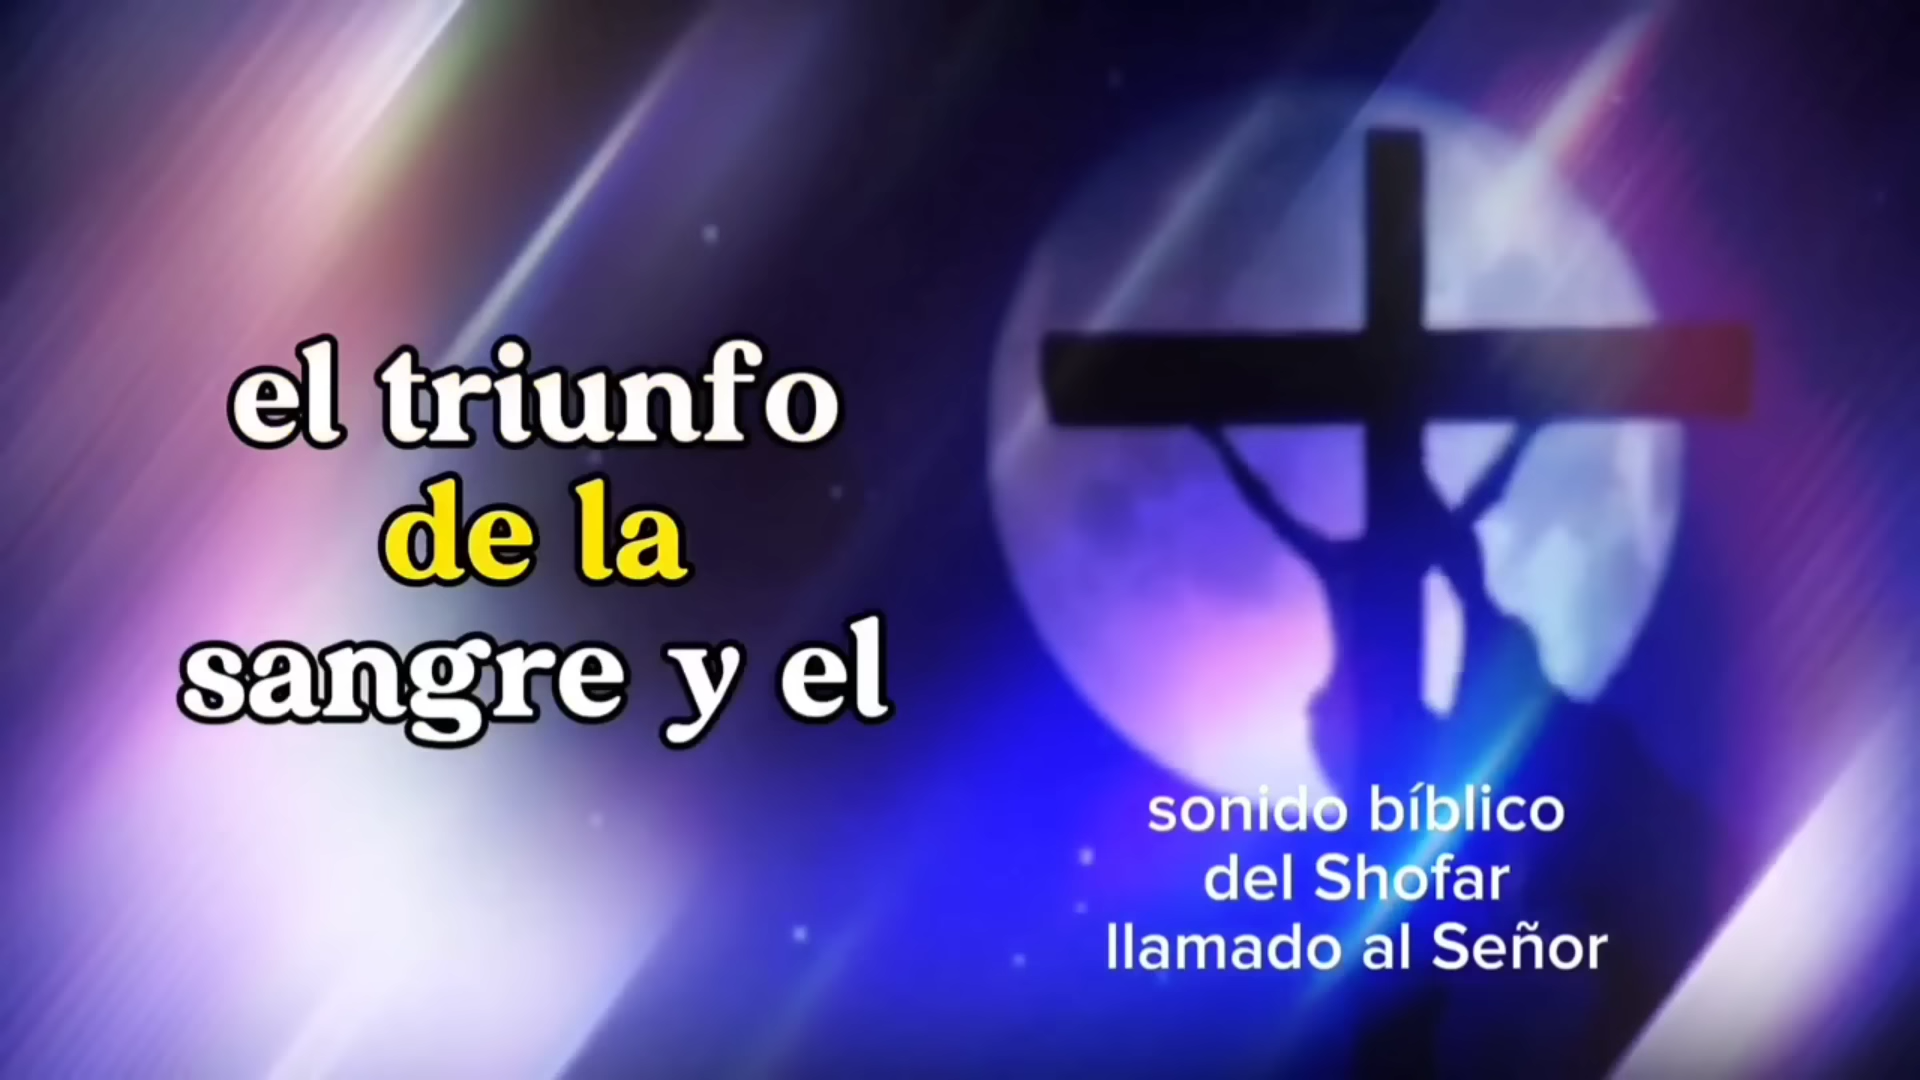 el triunfo
de la
sangre y el
sonido bíblico
del Shofar
llamado al Señor